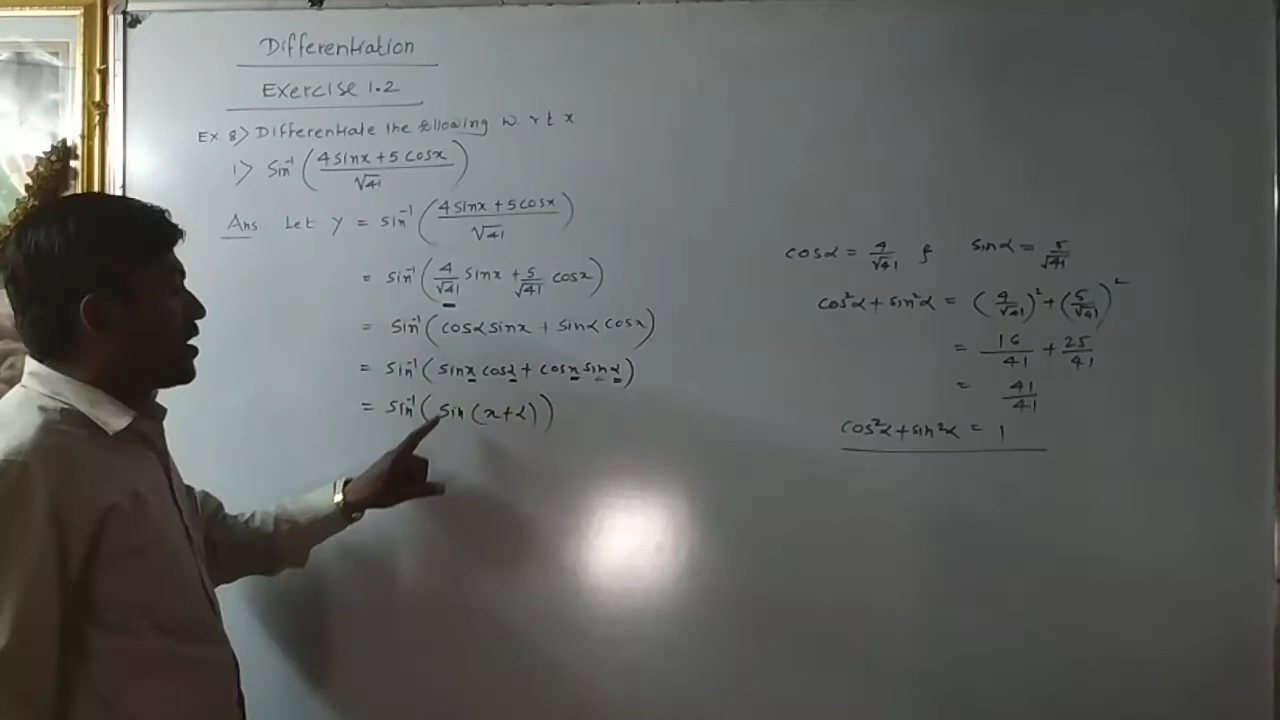 Differentiation
Exercise 1.2
Ex 8) Differentiate the following w r t x
1) Sin⁻¹ ( (4 sinx + 5 cosx) / √41 )
Ans Let y = sin⁻¹ ( (4 sinx + 5 cosx) / √41 )
= sin⁻¹ ( 4/√41 sinx + 5/√41 cosx )
= Sin⁻¹ ( cosα sinx + sinα cosx )
= sin⁻¹ ( sinx cosα + cosx sinα )
= sin⁻¹ ( sin (x+α) )
cosα = 4/√41 & sinα = 5/√41
cos²α + sin²α = (4/√41)² + (5/√41)²
= 16/41 + 25/41
= 41/41
cos²α + sin²α = 1